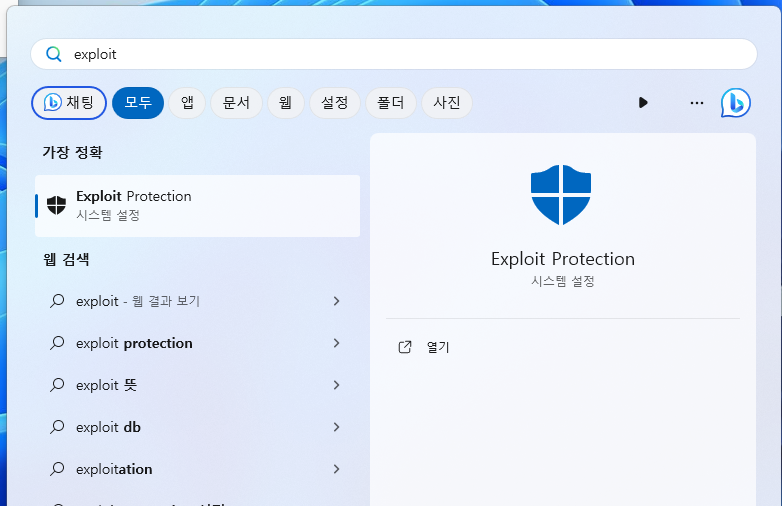 exploit
채팅
모두
앱
문서
웹
설정
폴더
사진
가장 정확
Exploit Protection
시스템 설정
웹 검색
exploit - 웹 결과 보기
exploit protection
exploit 뜻
exploit db
exploitation
Exploit Protection
시스템 설정
열기